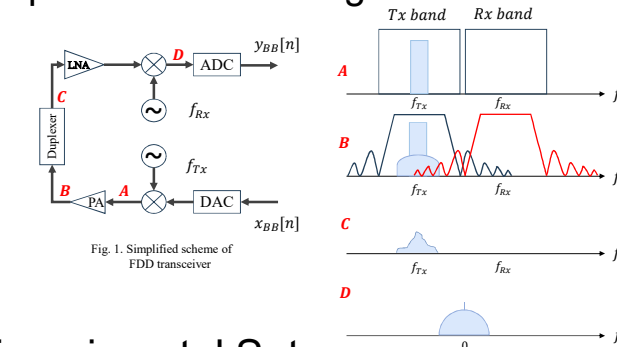 Tx band Rx band
D
y_BB[n]
LNA
ADC
C
f_Rx
Duplexer
f_Tx
B
A
PA
DAC
x_BB[n]
Fig. 1. Simplified scheme of
FDD transceiver
A
f_Tx f_Rx f
B
f_Tx f_Rx f
C
f_Tx f_Rx f
D
0 f